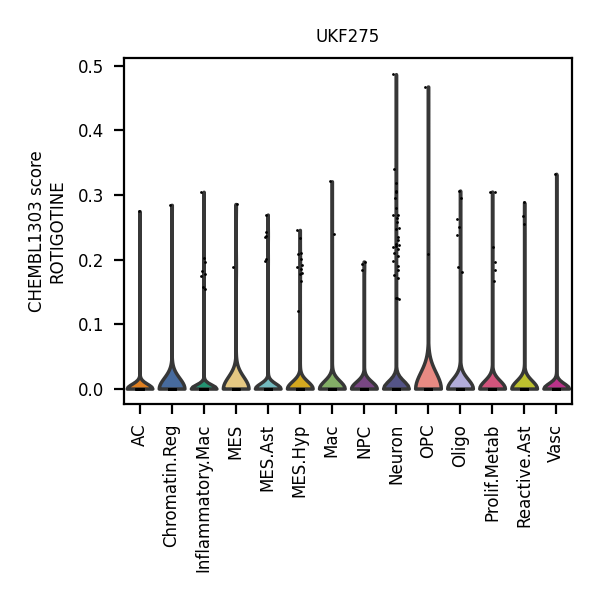 UKF275
CHEMBL1303 score
ROTIGOTINE
0.5
0.4
0.3
0.2
0.1
0.0
AC
Chromatin.Reg
Inflammatory.Mac
MES
MES.Ast
MES.Hyp
Mac
NPC
Neuron
OPC
Oligo
Prolif.Metab
Reactive.Ast
Vasc